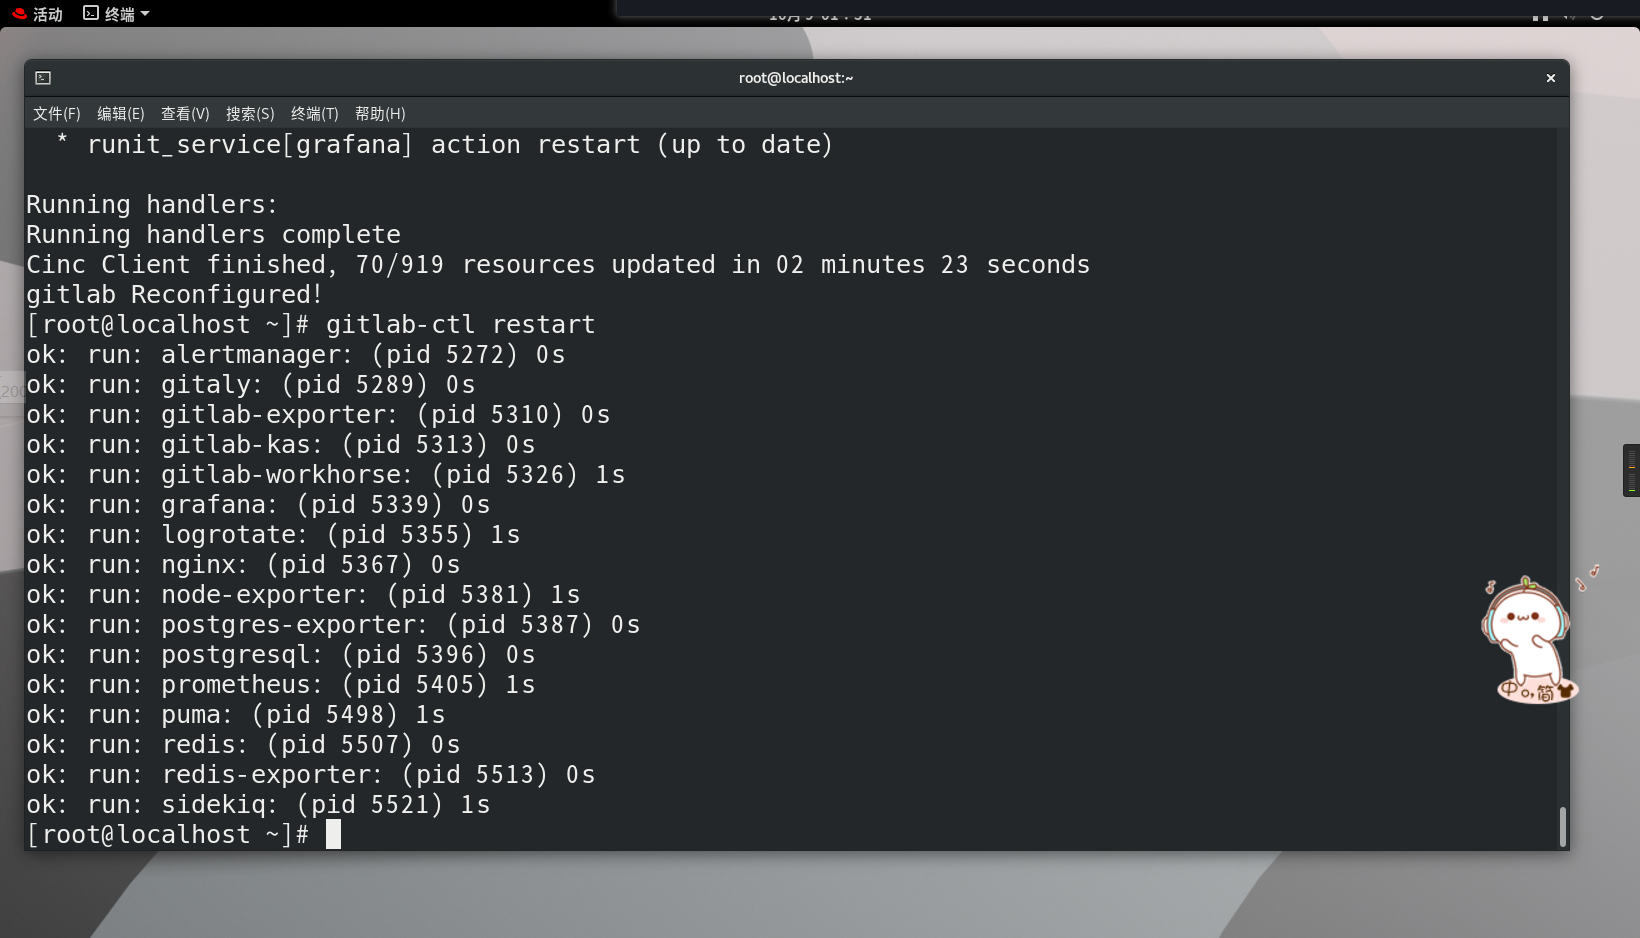 活动 终端
root@localhost:~
文件(F) 编辑(E) 查看(V) 搜索(S) 终端(T) 帮助(H)
* runit_service[grafana] action restart (up to date)
Running handlers:
Running handlers complete
Cinc Client finished, 70/919 resources updated in 02 minutes 23 seconds
gitlab Reconfigured!
[root@localhost ~]# gitlab-ctl restart
ok: run: alertmanager: (pid 5272) 0s
ok: run: gitaly: (pid 5289) 0s
ok: run: gitlab-exporter: (pid 5310) 0s
ok: run: gitlab-kas: (pid 5313) 0s
ok: run: gitlab-workhorse: (pid 5326) 1s
ok: run: grafana: (pid 5339) 0s
ok: run: logrotate: (pid 5355) 1s
ok: run: nginx: (pid 5367) 0s
ok: run: node-exporter: (pid 5381) 1s
ok: run: postgres-exporter: (pid 5387) 0s
ok: run: postgresql: (pid 5396) 0s
ok: run: prometheus: (pid 5405) 1s
ok: run: puma: (pid 5498) 1s
ok: run: redis: (pid 5507) 0s
ok: run: redis-exporter: (pid 5513) 0s
ok: run: sidekiq: (pid 5521) 1s
[root@localhost ~]#
中 简